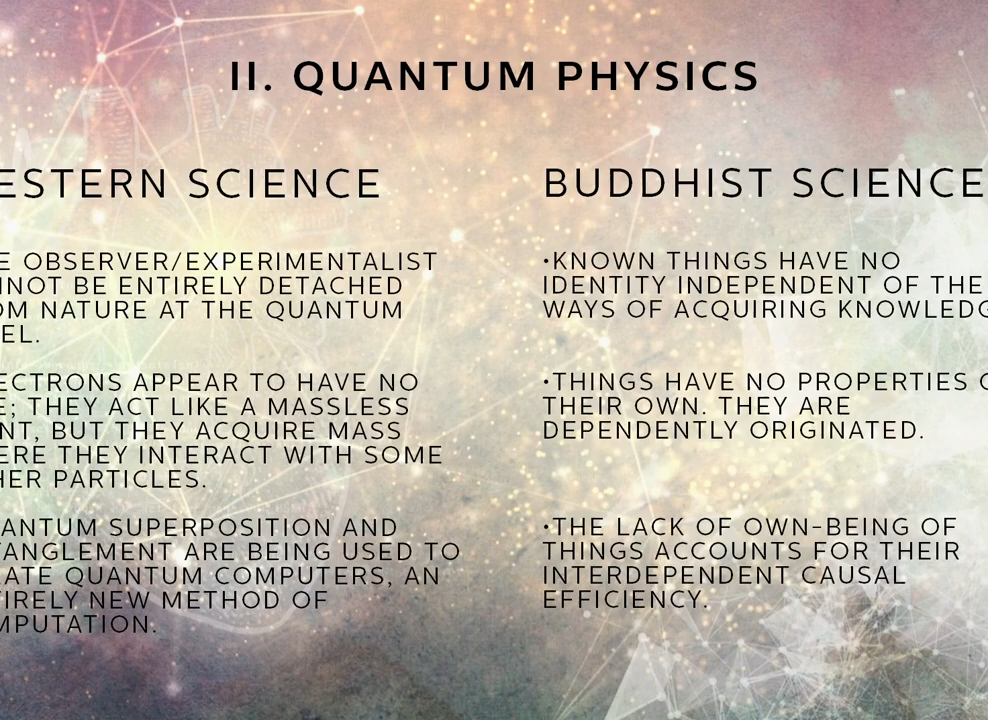 II. QUANTUM PHYSICS
ESTERN SCIENCE
E OBSERVER/EXPERIMENTALIST
NNOT BE ENTIRELY DETACHED
OM NATURE AT THE QUANTUM
EL.
ECTRONS APPEAR TO HAVE NO
E; THEY ACT LIKE A MASSLESS
NT, BUT THEY ACQUIRE MASS
ERE THEY INTERACT WITH SOME
HER PARTICLES.
ANTUM SUPERPOSITION AND
TANGLEMENT ARE BEING USED TO
EATE QUANTUM COMPUTERS, AN
TIRELY NEW METHOD OF
MPUTATION.
BUDDHIST SCIENCE
•KNOWN THINGS HAVE NO
IDENTITY INDEPENDENT OF THE
WAYS OF ACQUIRING KNOWLEDG
•THINGS HAVE NO PROPERTIES O
THEIR OWN. THEY ARE
DEPENDENTLY ORIGINATED.
•THE LACK OF OWN-BEING OF
THINGS ACCOUNTS FOR THEIR
INTERDEPENDENT CAUSAL
EFFICIENCY.